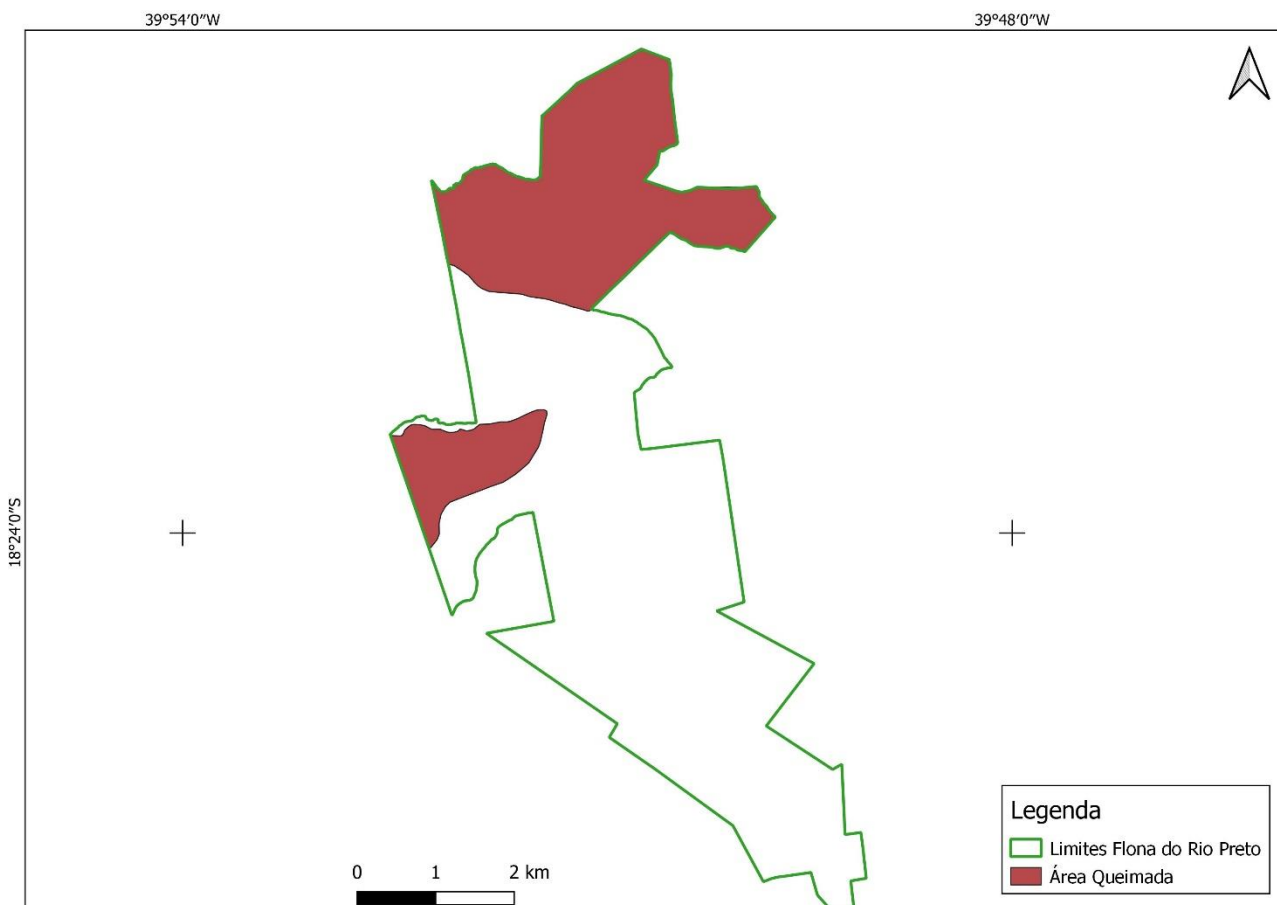 39°54′0″W
39°48′0″W
18°24′0″S
0 1 2 km
Legenda
Limites Flona do Rio Preto
Área Queimada